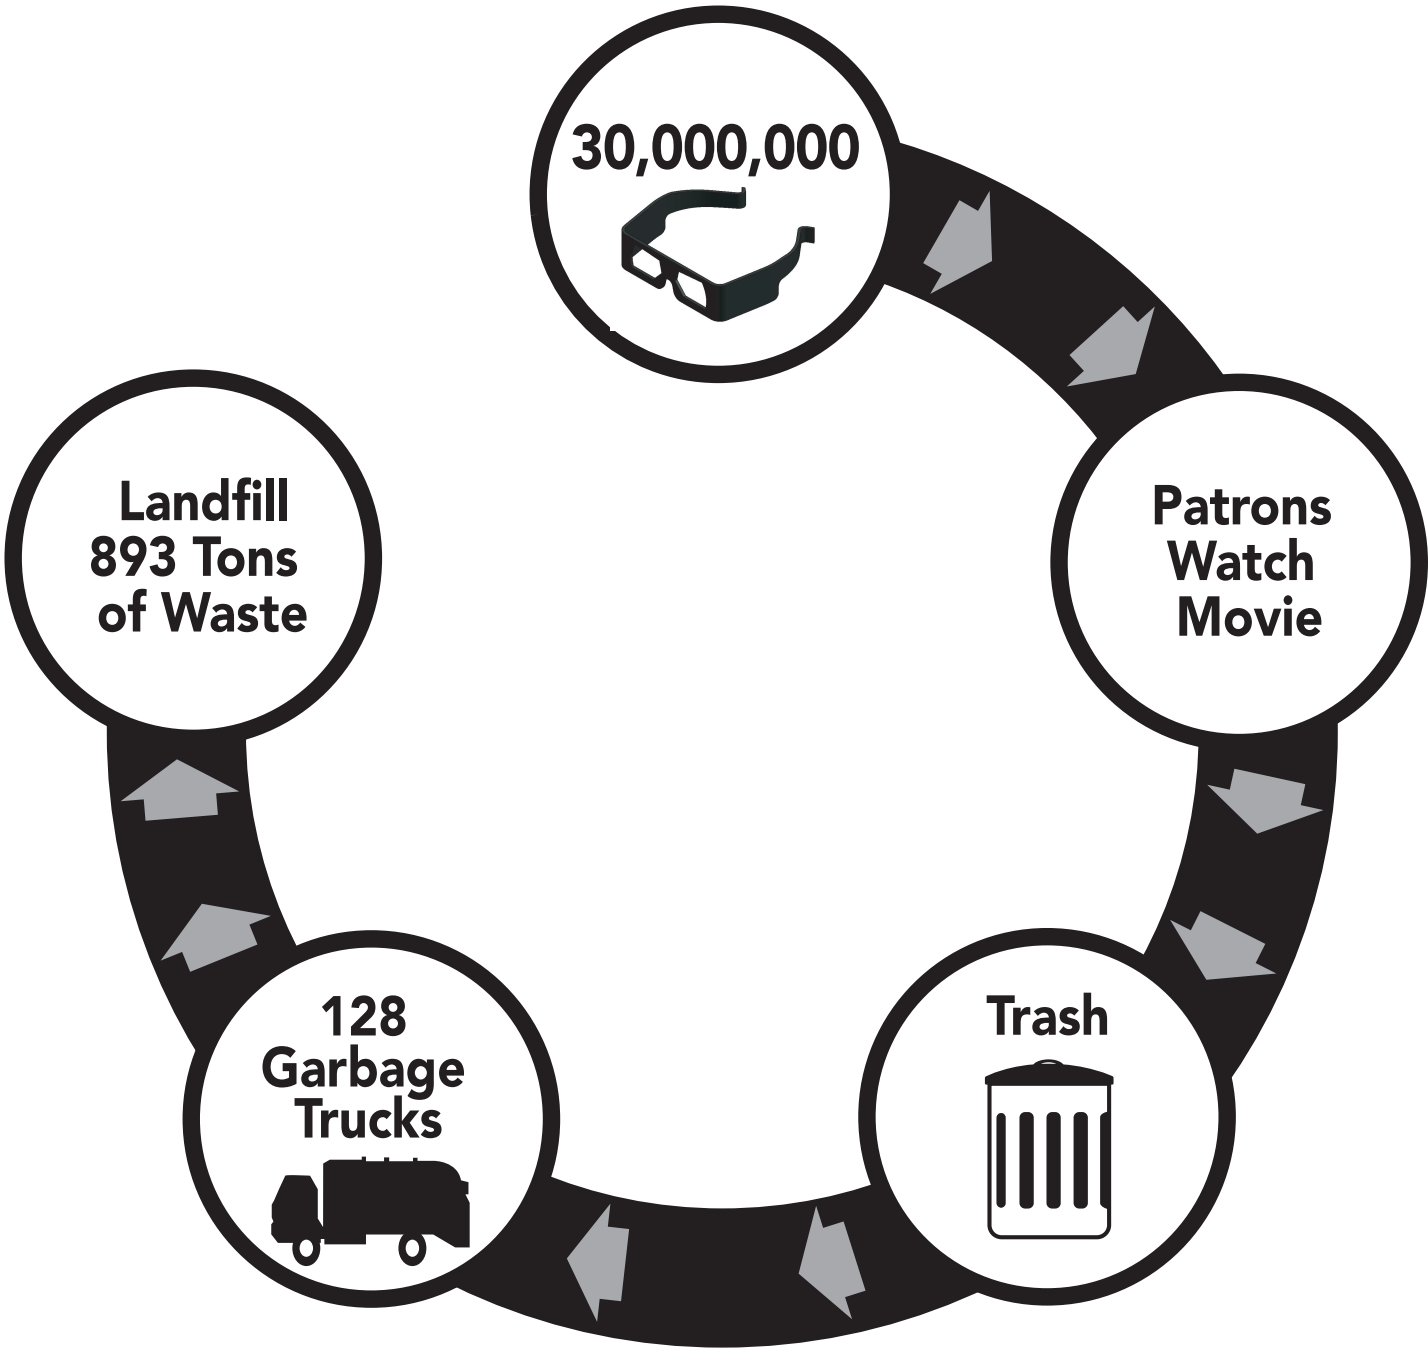 30,000,000
Patrons
Watch
Movie
Trash
128
Garbage
Trucks
Landfill
893 Tons
of Waste